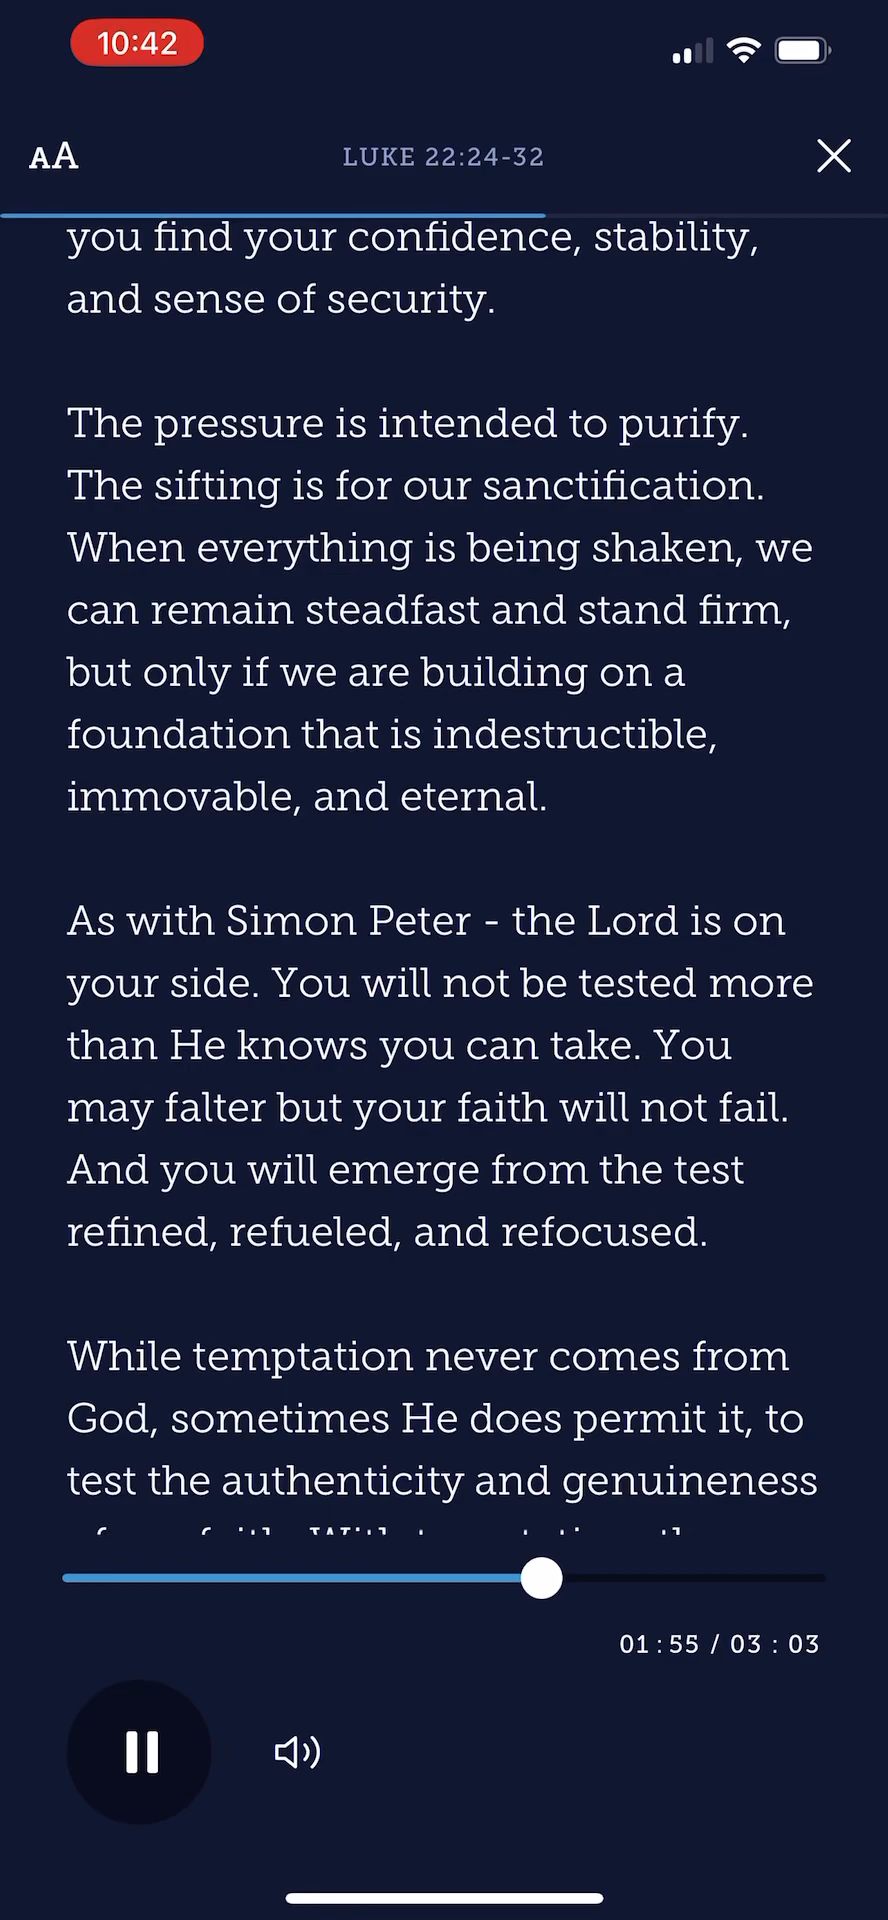 10:42
AA
LUKE 22:24-32
you find your confidence, stability,
and sense of security.
The pressure is intended to purify.
The sifting is for our sanctification.
When everything is being shaken, we
can remain steadfast and stand firm,
but only if we are building on a
foundation that is indestructible,
immovable, and eternal.
As with Simon Peter - the Lord is on
your side. You will not be tested more
than He knows you can take. You
may falter but your faith will not fail.
And you will emerge from the test
refined, refueled, and refocused.
While temptation never comes from
God, sometimes He does permit it, to
test the authenticity and genuineness
01:55 / 03:03